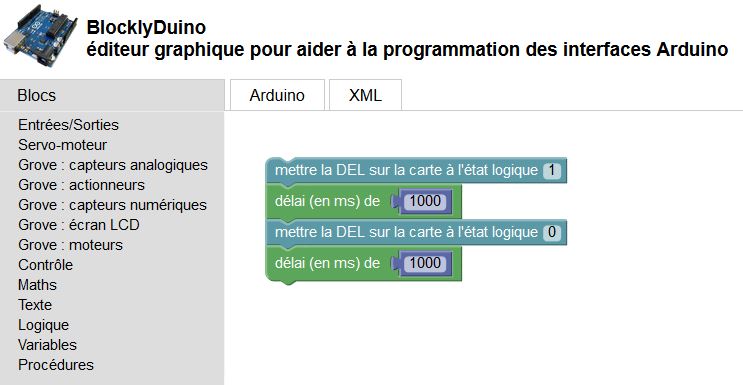 BlocklyDuino
éditeur graphique pour aider à la programmation des interfaces Arduino
Blocs
Arduino
XML
Entrées/Sorties
Servo-moteur
Grove : capteurs analogiques
Grove : actionneurs
Grove : capteurs numériques
Grove : écran LCD
Grove : moteurs
Contrôle
Maths
Texte
Logique
Variables
Procédures
mettre la DEL sur la carte à l'état logique 1
délai (en ms) de 1000
mettre la DEL sur la carte à l'état logique 0
délai (en ms) de 1000